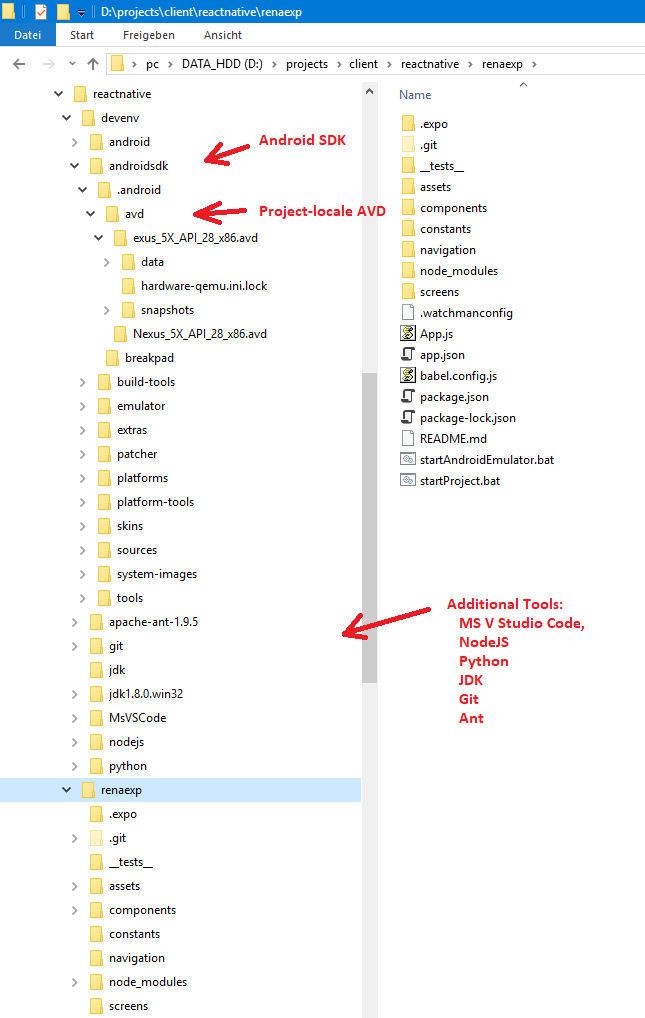 D:\projects\client\reactnative\renaexp
Datei Start Freigeben Ansicht
pc DATA_HDD (D:) projects client reactnative renaexp
reactnative
devenv
android
androidsdk
.android
avd
exus_5X_API_28_x86.avd
data
hardware-qemu.ini.lock
snapshots
Nexus_5X_API_28_x86.avd
breakpad
build-tools
emulator
extras
patcher
platforms
platform-tools
skins
sources
system-images
tools
apache-ant-1.9.5
git
jdk
jdk1.8.0.win32
MsVSCode
nodejs
python
renaexp
.expo
.git
__tests__
assets
components
constants
navigation
node_modules
screens
Android SDK
Project-locale AVD
Additional Tools:
MS V Studio Code,
NodeJS
Python
JDK
Git
Ant
Name
.expo
.git
__tests__
assets
components
constants
navigation
node_modules
screens
.watchmanconfig
App.js
app.json
babel.config.js
package.json
package-lock.json
README.md
startAndroidEmulator.bat
startProject.bat